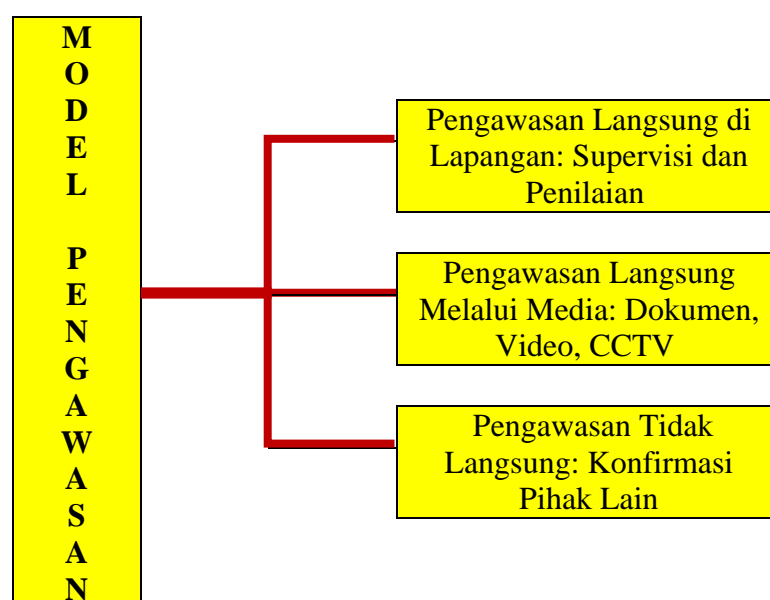 M
O
D
E
L
P
E
N
G
A
W
A
S
A
N
Pengawasan Langsung di
Lapangan: Supervisi dan
Penilaian
Pengawasan Langsung
Melalui Media: Dokumen,
Video, CCTV
Pengawasan Tidak
Langsung: Konfirmasi
Pihak Lain